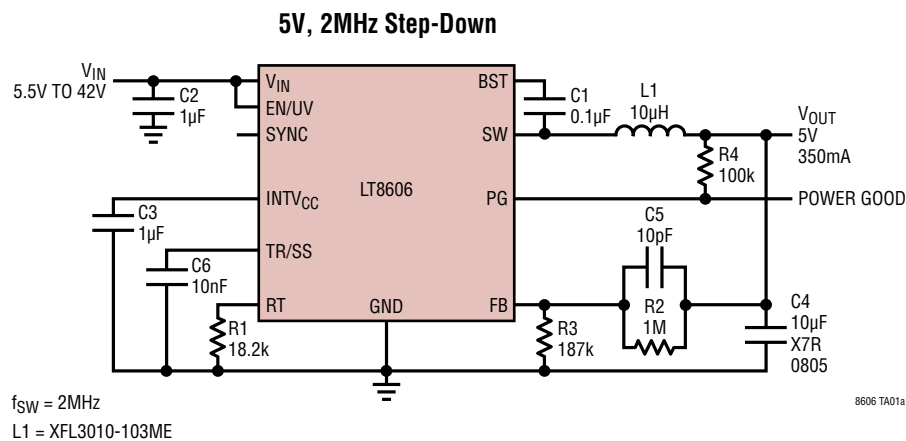 5V, 2MHz Step-Down
VIN
5.5V TO 42V
C2
1µF
VIN
EN/UV
SYNC
INTVCC
TR/SS
RT
LT8606
GND
BST
SW
PG
FB
C1
0.1µF
L1
10µH
VOUT
5V
350mA
R4
100k
POWER GOOD
C3
1µF
C6
10nF
R1
18.2k
C5
10pF
R2
1M
R3
187k
C4
10µF
X7R
0805
fSW = 2MHz
L1 = XFL3010-103ME
8606 TA01a